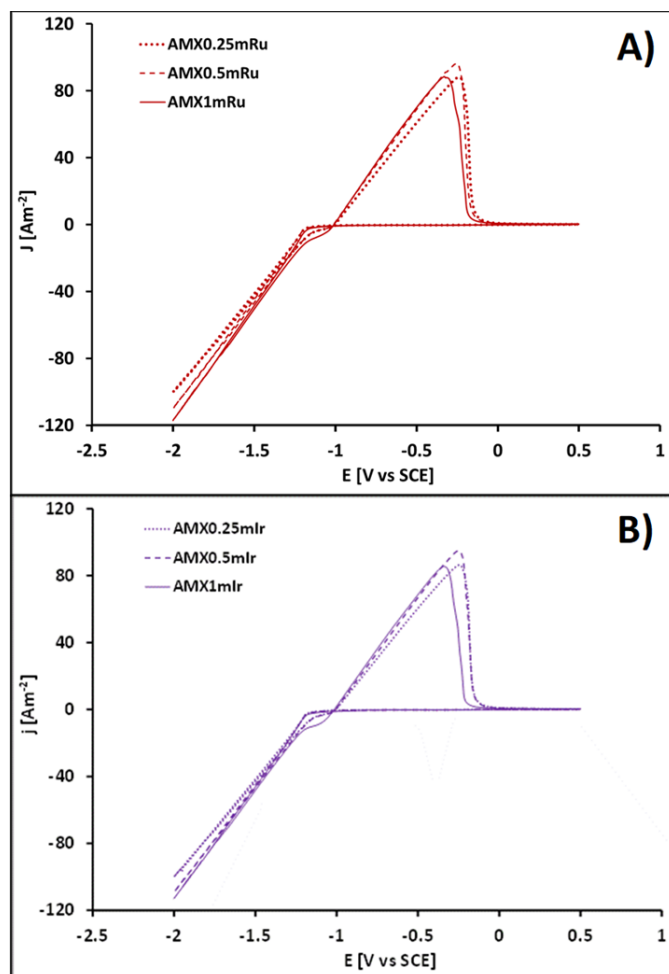 A)
AMX0.25mRu
AMX0.5mRu
AMX1mRu
J [Am-2]
120
80
40
0
-40
-80
-120
-2.5 -2 -1.5 -1 -0.5 0 0.5 1
E [V vs SCE]
B)
AMX0.25mIr
AMX0.5mIr
AMX1mIr
j [Am-2]
120
80
40
0
-40
-80
-120
-2.5 -2 -1.5 -1 -0.5 0 0.5 1
E [V vs SCE]